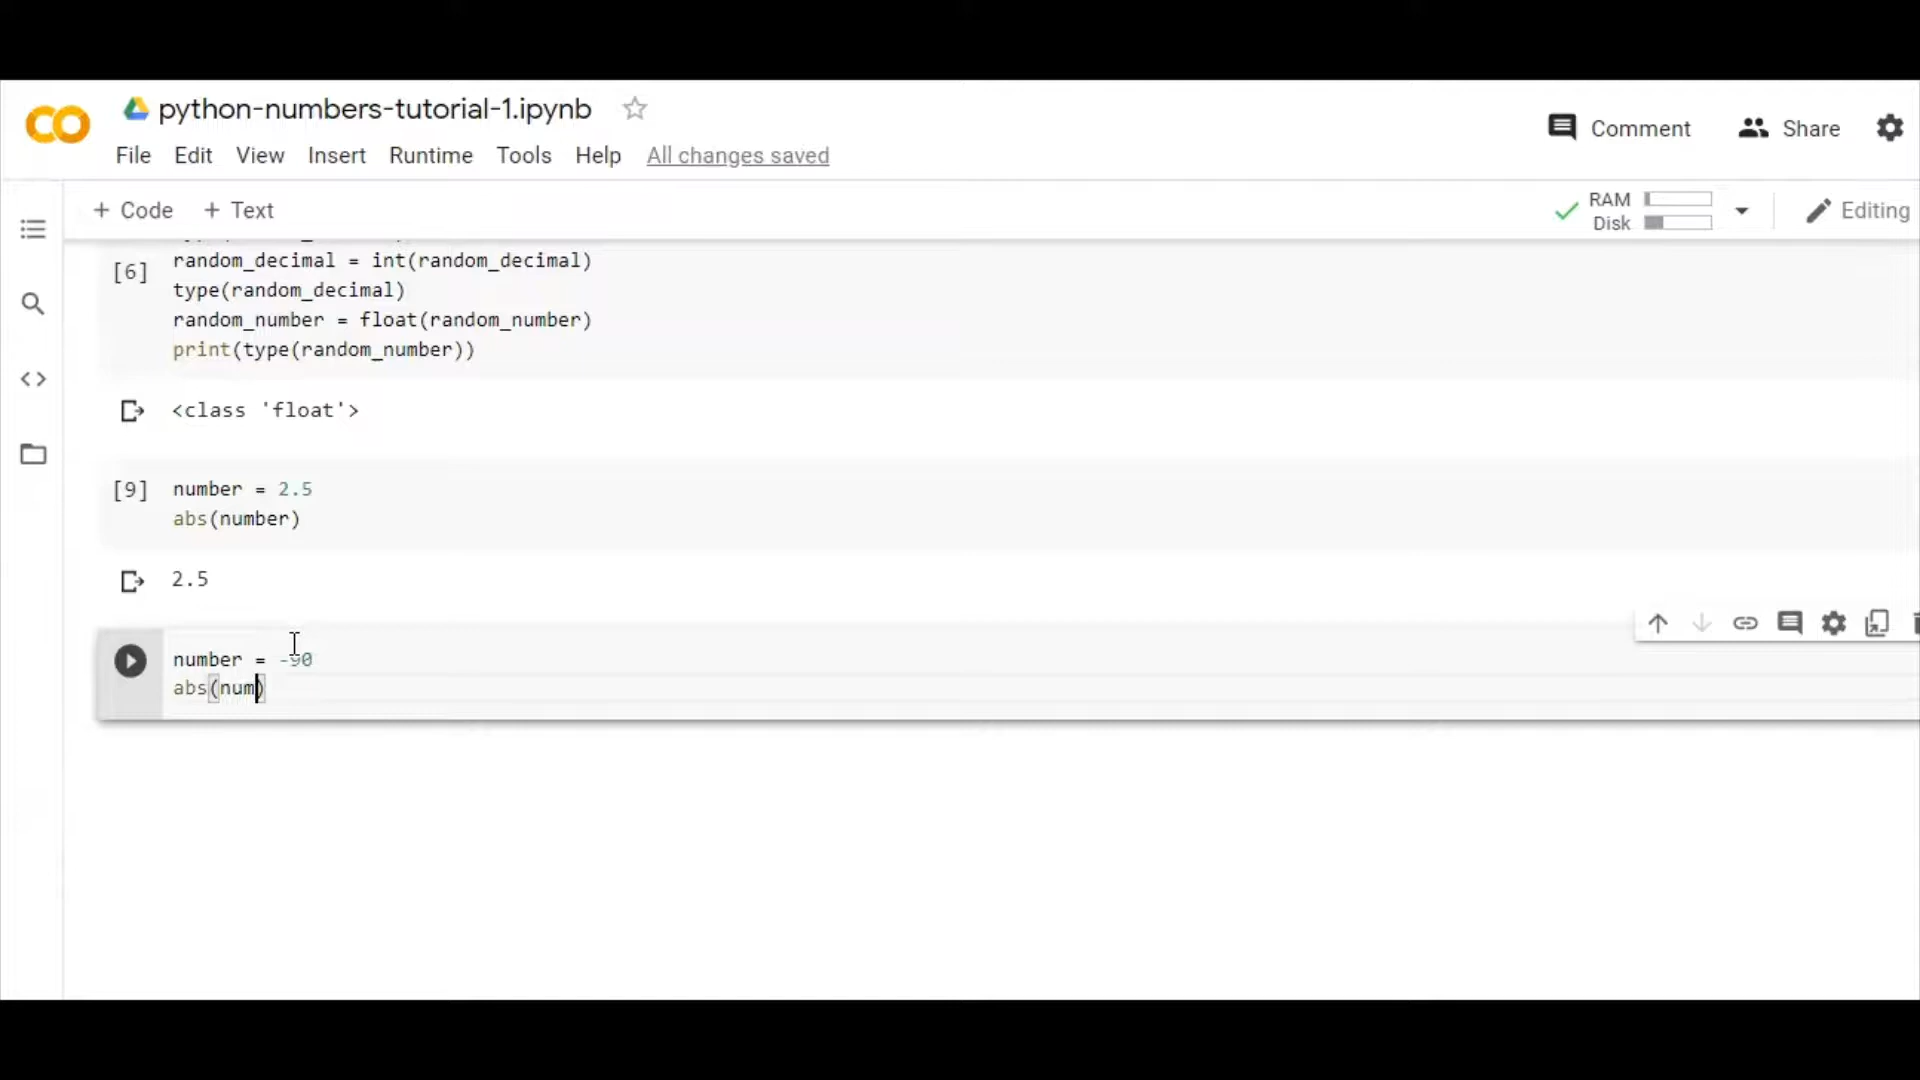 python-numbers-tutorial-1.ipynb
Comment
Share
File Edit View Insert Runtime Tools Help All changes saved
+ Code + Text
RAM
Disk
Editing
[6]
random_decimal = int(random_decimal)
type(random_decimal)
random_number = float(random_number)
print(type(random_number))
<class 'float'>
[9]
number = 2.5
abs(number)
2.5
number = -90
abs(num)